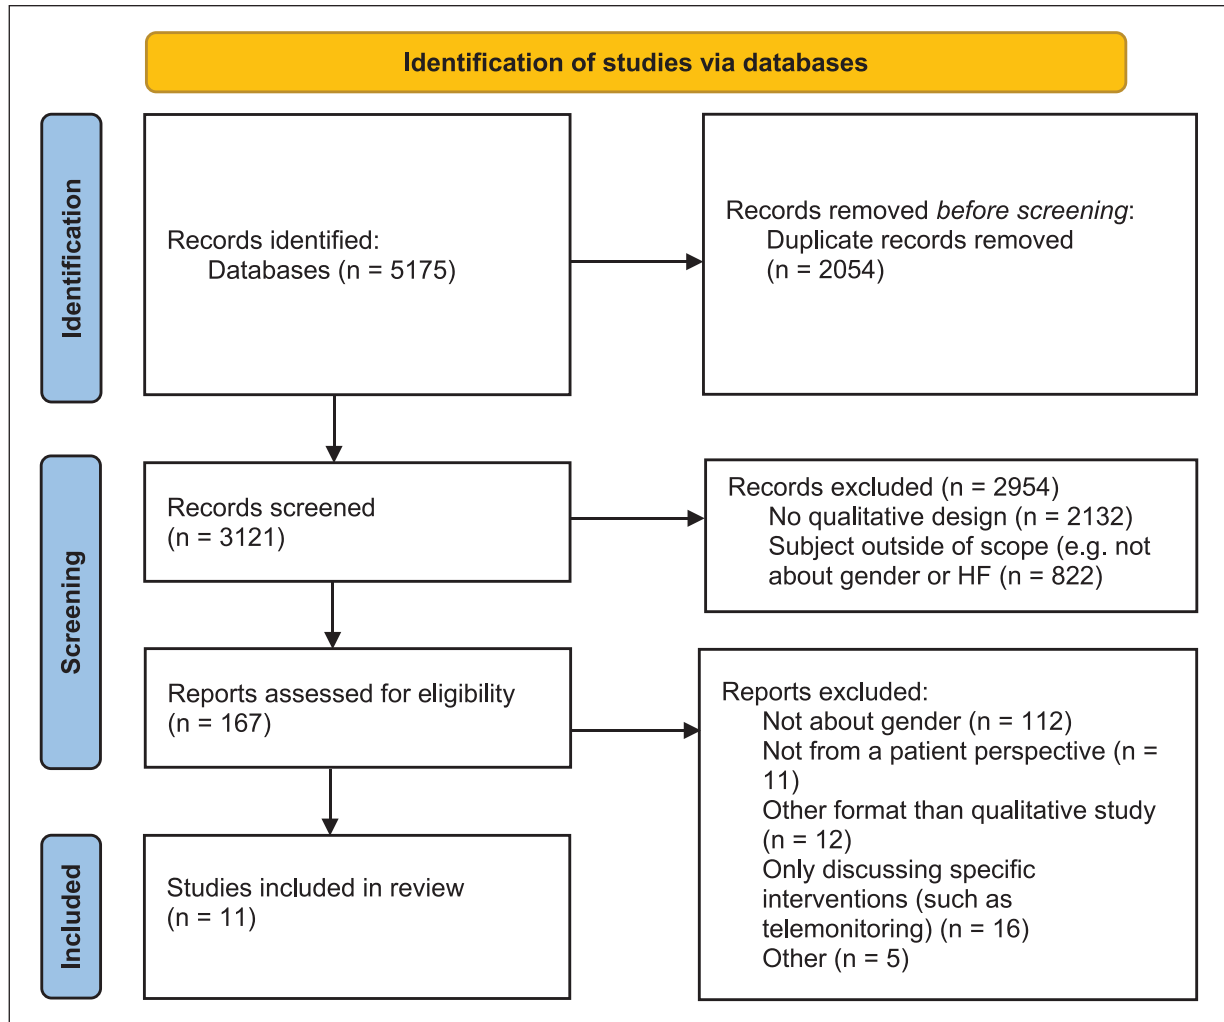 Identification of studies via databases
Identification
Records identified:
Databases (n = 5175)
Records removed before screening:
Duplicate records removed
(n = 2054)
Screening
Records screened
(n = 3121)
Records excluded (n = 2954)
No qualitative design (n = 2132)
Subject outside of scope (e.g. not
about gender or HF (n = 822)
Reports assessed for eligibility
(n = 167)
Reports excluded:
Not about gender (n = 112)
Not from a patient perspective (n =
11)
Other format than qualitative study
(n = 12)
Only discussing specific
interventions (such as
telemonitoring) (n = 16)
Other (n = 5)
Included
Studies included in review
(n = 11)